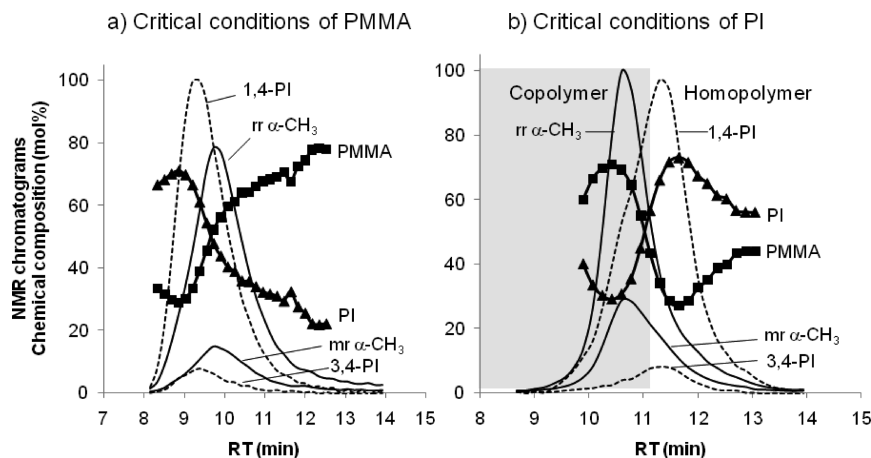 a) Critical conditions of PMMA
b) Critical conditions of PI
NMR chromatograms
Chemical composition (mol%)
100
80
60
40
20
0
1,4-PI
rr α-CH3
PMMA
PI
mr α-CH3
3,4-PI
7 8 9 10 11 12 13 14 15
RT (min)
Copolymer
Homopolymer
rr α-CH3
1,4-PI
PI
PMMA
mr α-CH3
3,4-PI
100
80
60
40
20
0
8 9 10 11 12 13 14 15
RT (min)